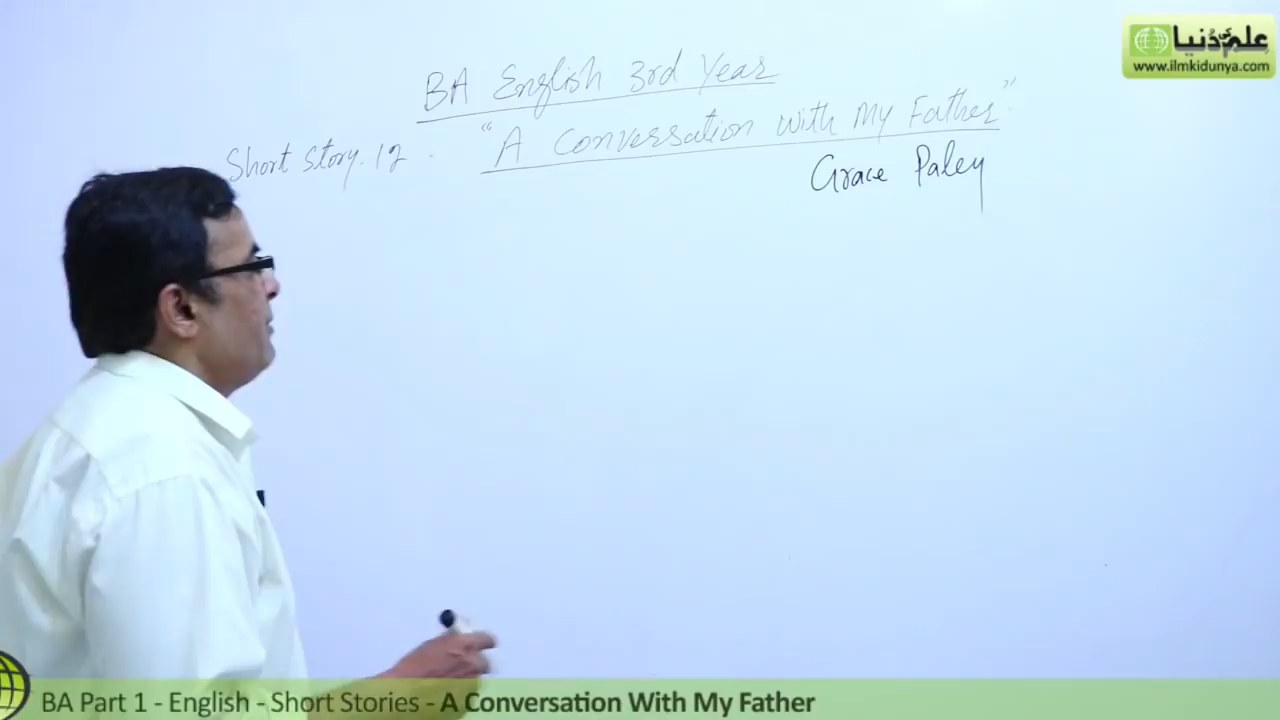 علم کی دنیا
www.ilmkidunya.com
BA English 3rd Year
Short Story. 12. "A Conversation with My Father"
Grace Paley
BA Part 1 - English - Short Stories - A Conversation With My Father